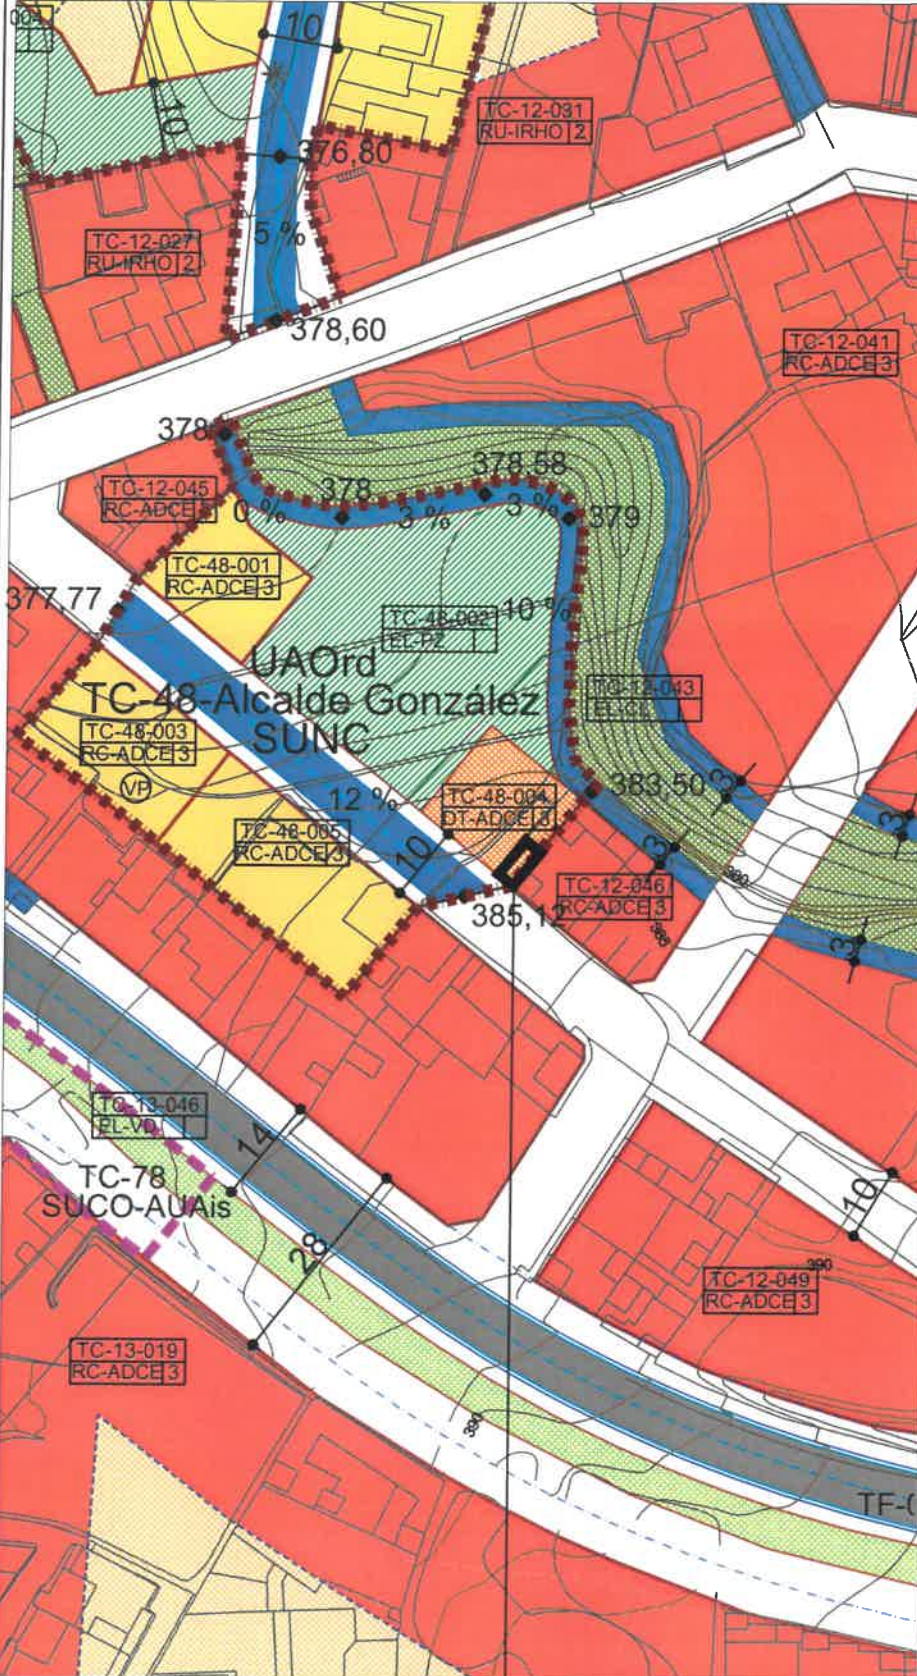 004
10
10
TC-12-031
RU-IRHO 2
376,80
TC-12-027
RU-IRHO 2
5 %
378,60
TC-12-041
RC-ADCE 3
378
378,58
TC-12-045
RC-ADCE
378
0 %
3 %
3 %
379
TC-48-001
RC-ADCE 3
377,77
TC-48-002
EL-PZ
10 %
UAOrd
TC-48-Alcalde González
SUNC
TC-12-043
TC-48-003
RC-ADCE 3
VP
12 %
TC-48-004
DT-ADCE 3
383,50
3
3
TC-48-005
RC-ADCE 3
10
3
380
TC-12-046
RC-ADCE 3
385,12
3
TC-13-046
EL-VD
14
TC-78
SUCO-AUAis
28
10
390
TC-12-049
RC-ADCE 3
TC-13-019
RC-ADCE 3
390